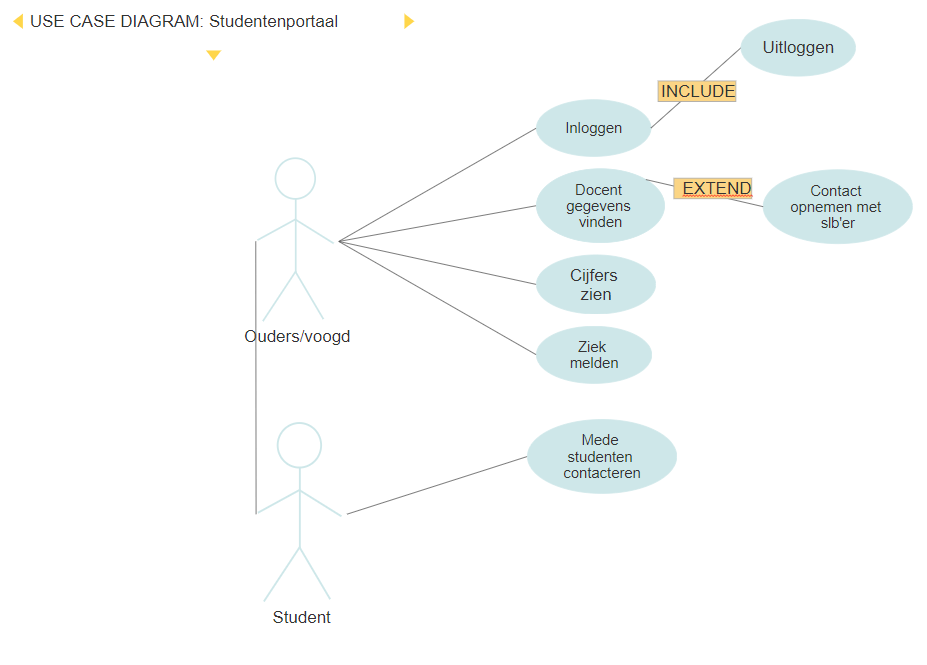 USE CASE DIAGRAM: Studentenportaal
Uitloggen
INCLUDE
Inloggen
Docent
gegevens
vinden
EXTEND
Contact
opnemen met
slb'er
Cijfers
zien
Ouders/voogd
Ziek
melden
Mede
studenten
contacteren
Student